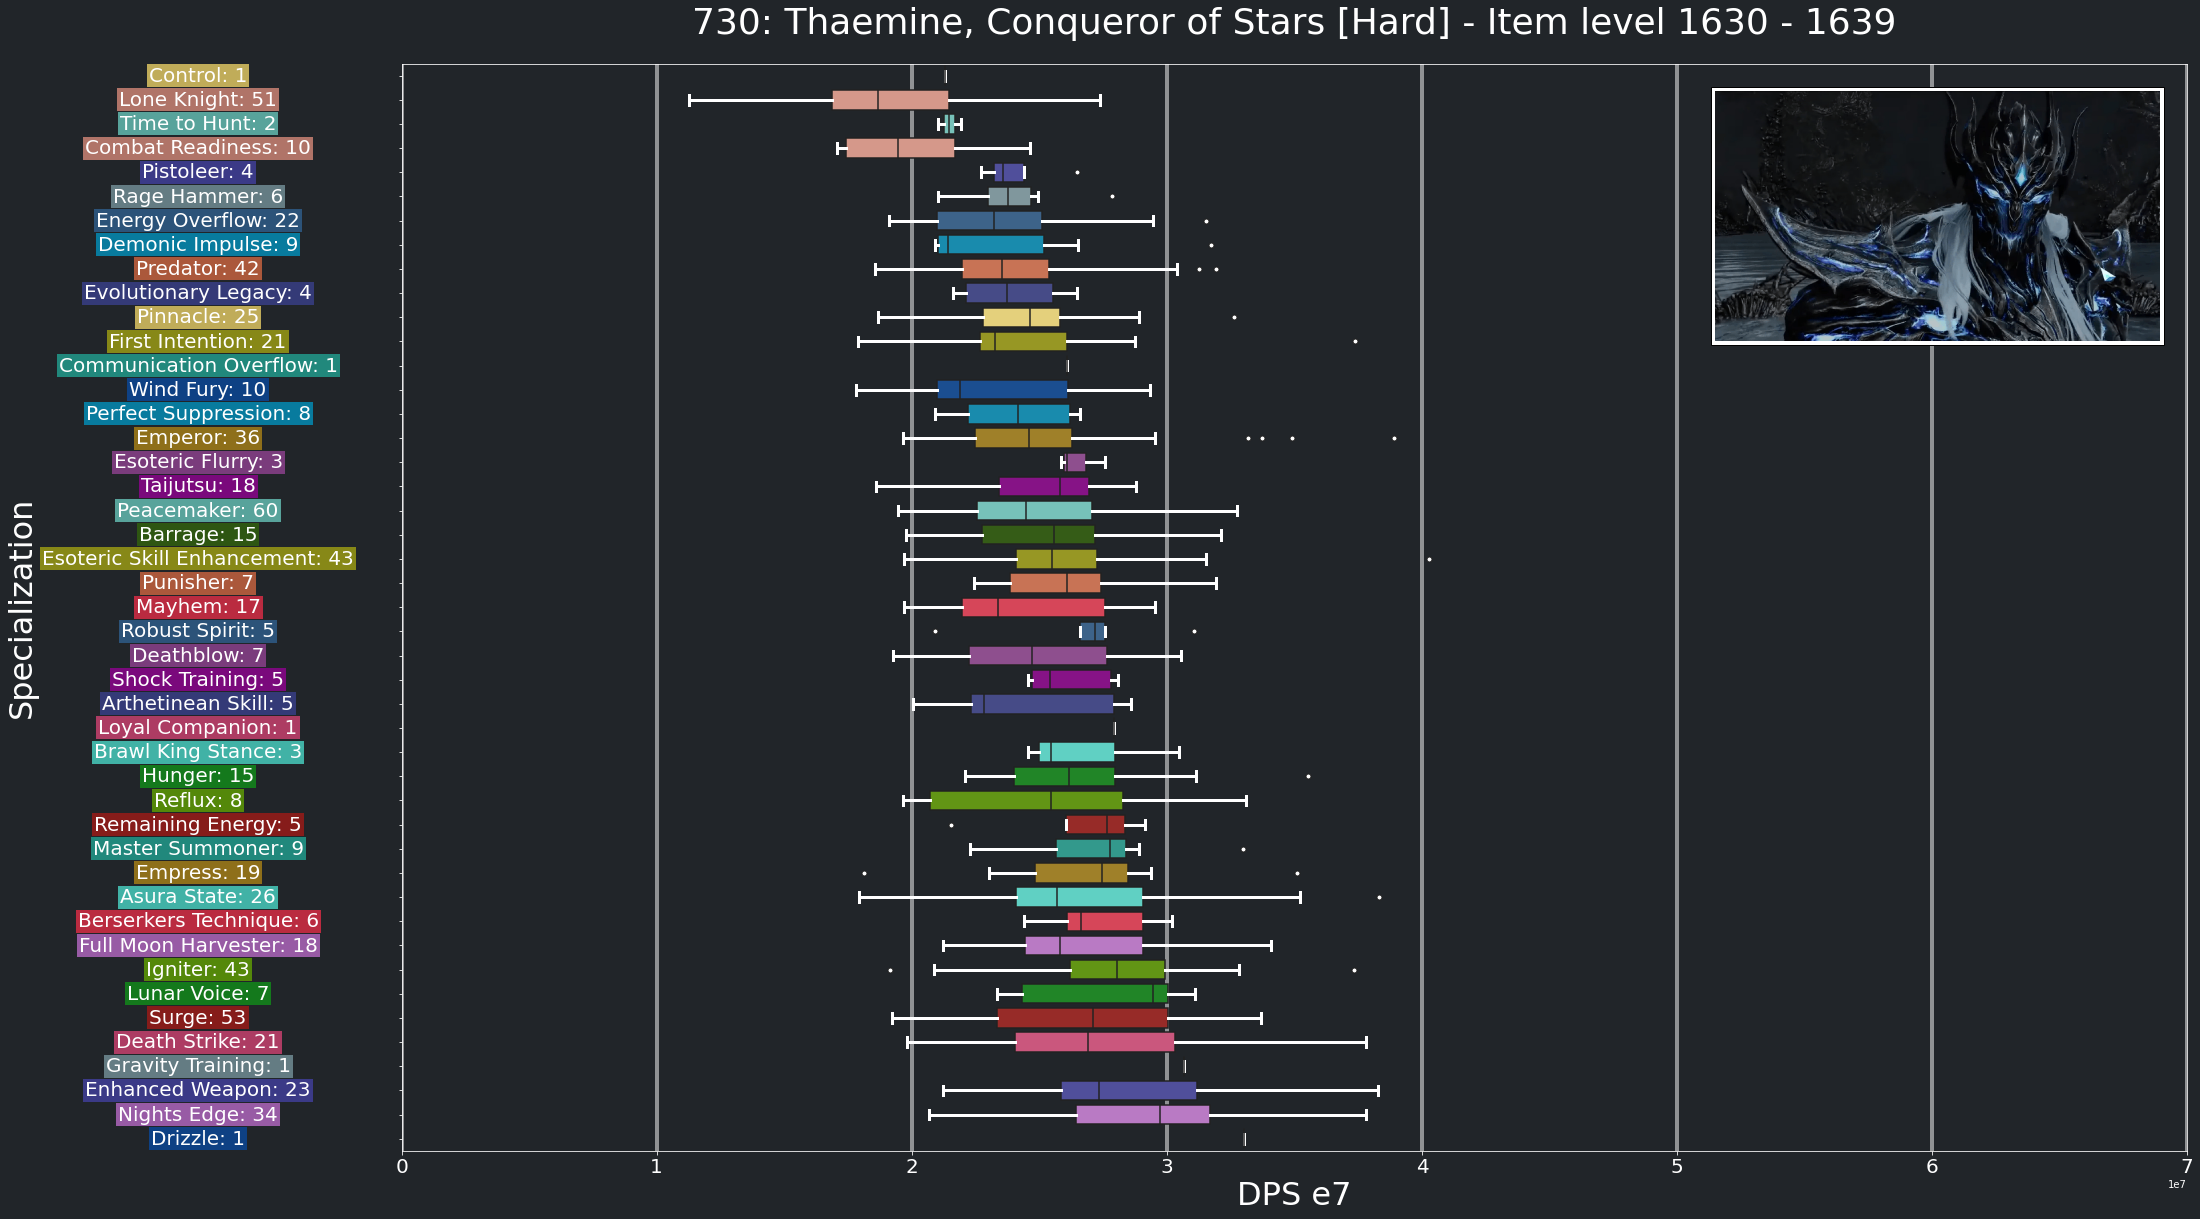 730: Thaemine, Conqueror of Stars [Hard] - Item level 1630 - 1639
Specialization
Control: 1
Lone Knight: 51
Time to Hunt: 2
Combat Readiness: 10
Pistoleer: 4
Rage Hammer: 6
Energy Overflow: 22
Demonic Impulse: 9
Predator: 42
Evolutionary Legacy: 4
Pinnacle: 25
First Intention: 21
Communication Overflow: 1
Wind Fury: 10
Perfect Suppression: 8
Emperor: 36
Esoteric Flurry: 3
Taijutsu: 18
Peacemaker: 60
Barrage: 15
Esoteric Skill Enhancement: 43
Punisher: 7
Mayhem: 17
Robust Spirit: 5
Deathblow: 7
Shock Training: 5
Arthetinean Skill: 5
Loyal Companion: 1
Brawl King Stance: 3
Hunger: 15
Reflux: 8
Remaining Energy: 5
Master Summoner: 9
Empress: 19
Asura State: 26
Berserkers Technique: 6
Full Moon Harvester: 18
Igniter: 43
Lunar Voice: 7
Surge: 53
Death Strike: 21
Gravity Training: 1
Enhanced Weapon: 23
Nights Edge: 34
Drizzle: 1
0 1 2 3 4 5 6 7
DPS e7
1e7